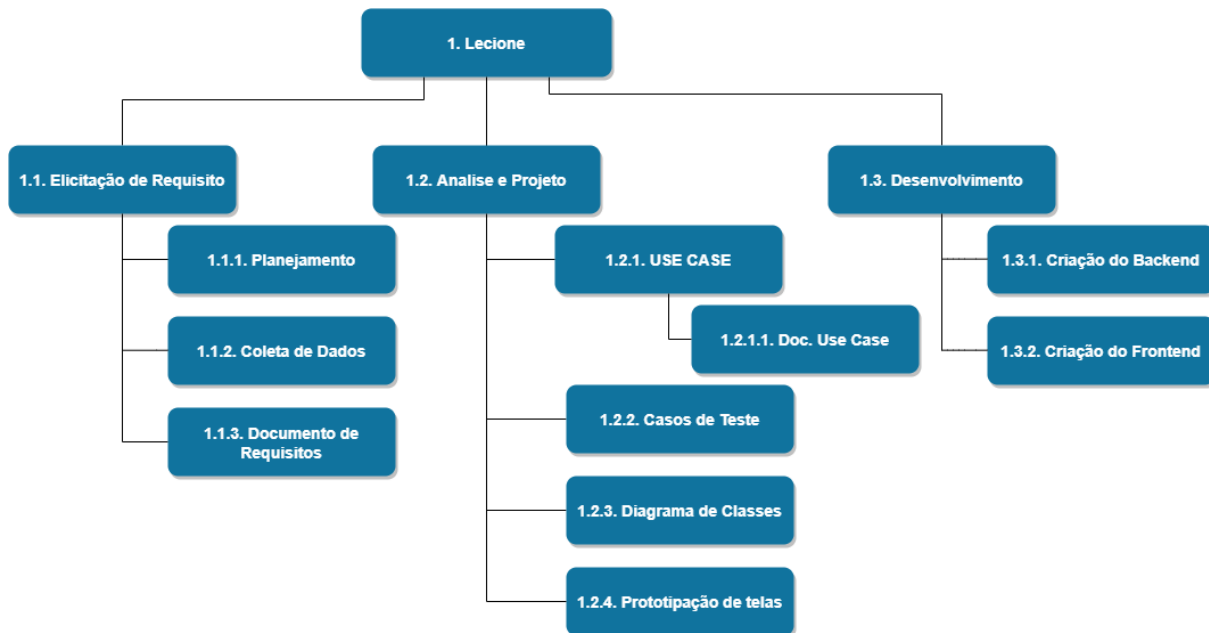 1. Lecione
1.1. Elicitação de Requisito
1.1.1. Planejamento
1.1.2. Coleta de Dados
1.1.3. Documento de
Requisitos
1.2. Analise e Projeto
1.2.1. USE CASE
1.2.1.1. Doc. Use Case
1.2.2. Casos de Teste
1.2.3. Diagrama de Classes
1.2.4. Prototipação de telas
1.3. Desenvolvimento
1.3.1. Criação do Backend
1.3.2. Criação do Frontend